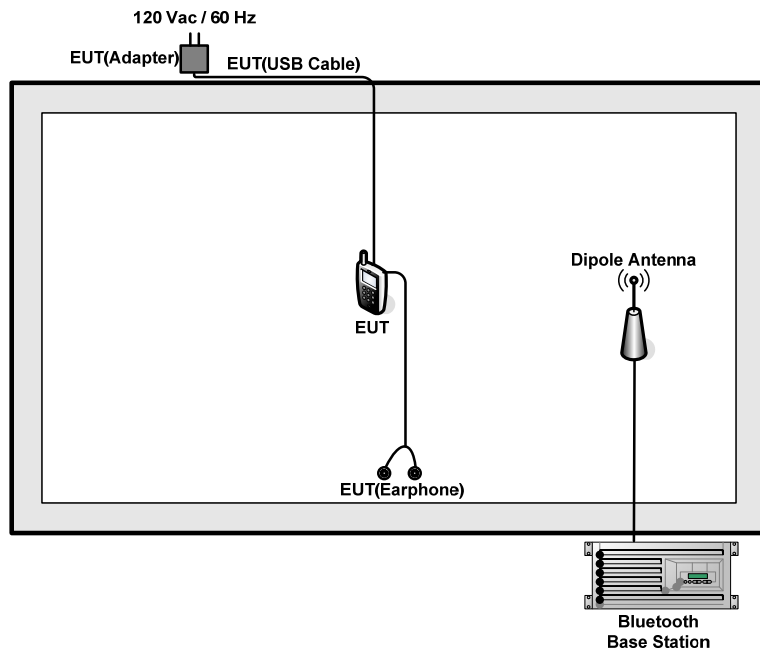 120 Vac / 60 Hz
EUT(Adapter)
EUT(USB Cable)
Dipole Antenna
EUT
EUT(Earphone)
Bluetooth
Base Station